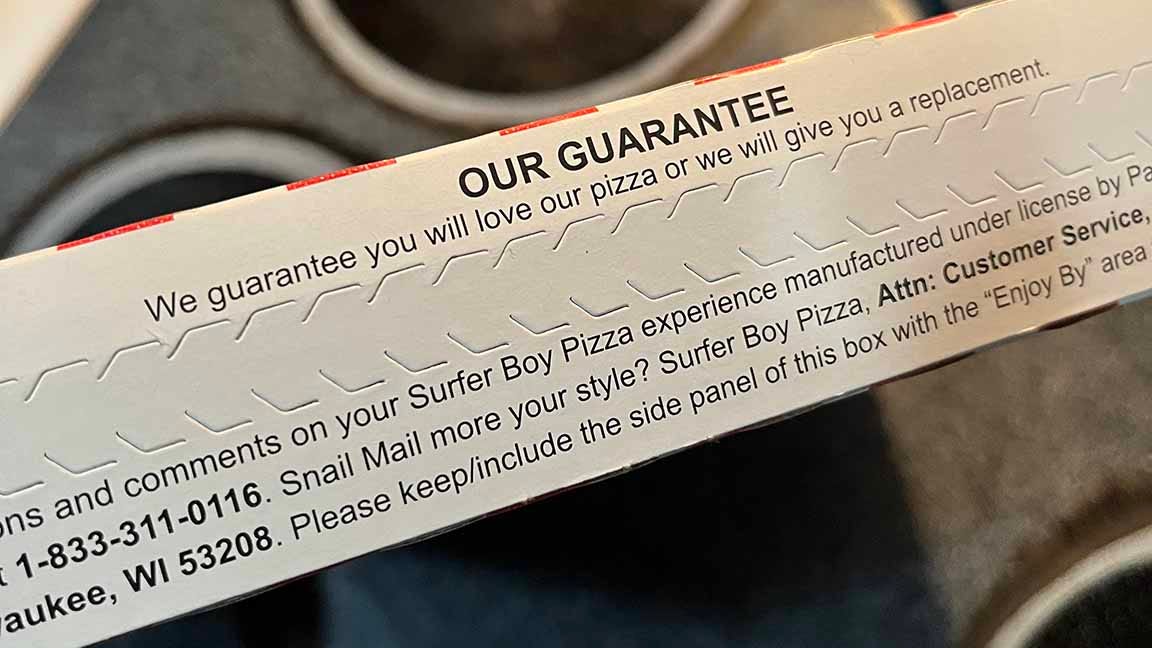 OUR GUARANTEE
We guarantee you will love our pizza or we will give you a replacement.
and comments on your Surfer Boy Pizza experience manufactured under license by
1-833-311-0116. Snail Mail more your style? Surfer Boy Pizza, Attn: Customer Service,
WI 53208. Please keep/include the side panel of this box with the “Enjoy By” area